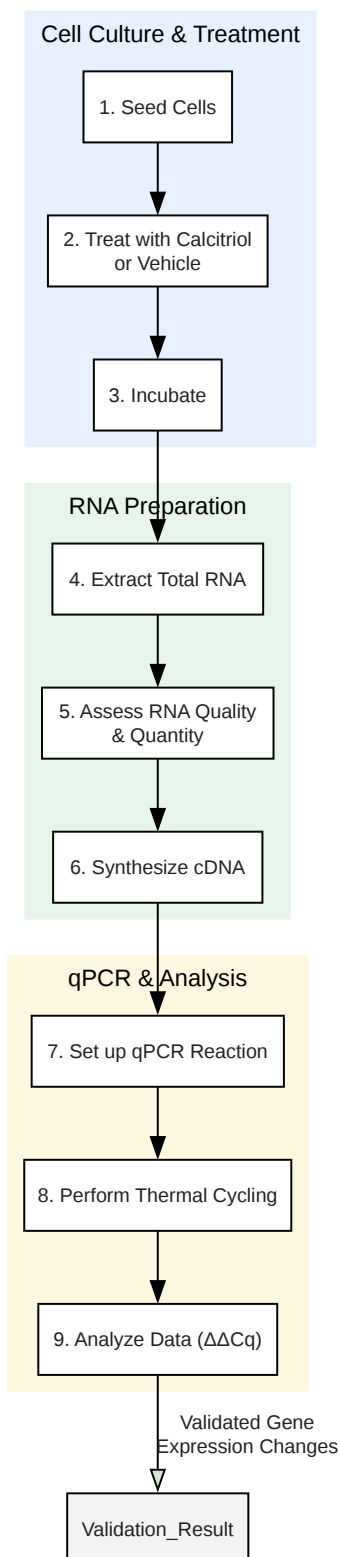 Cell Culture & Treatment
1. Seed Cells
2. Treat with Calcitriol
or Vehicle
3. Incubate
RNA Preparation
4. Extract Total RNA
5. Assess RNA Quality
& Quantity
6. Synthesize cDNA
qPCR & Analysis
7. Set up qPCR Reaction
8. Perform Thermal Cycling
9. Analyze Data (ΔΔCq)
Validated Gene
Expression Changes
Validation_Result